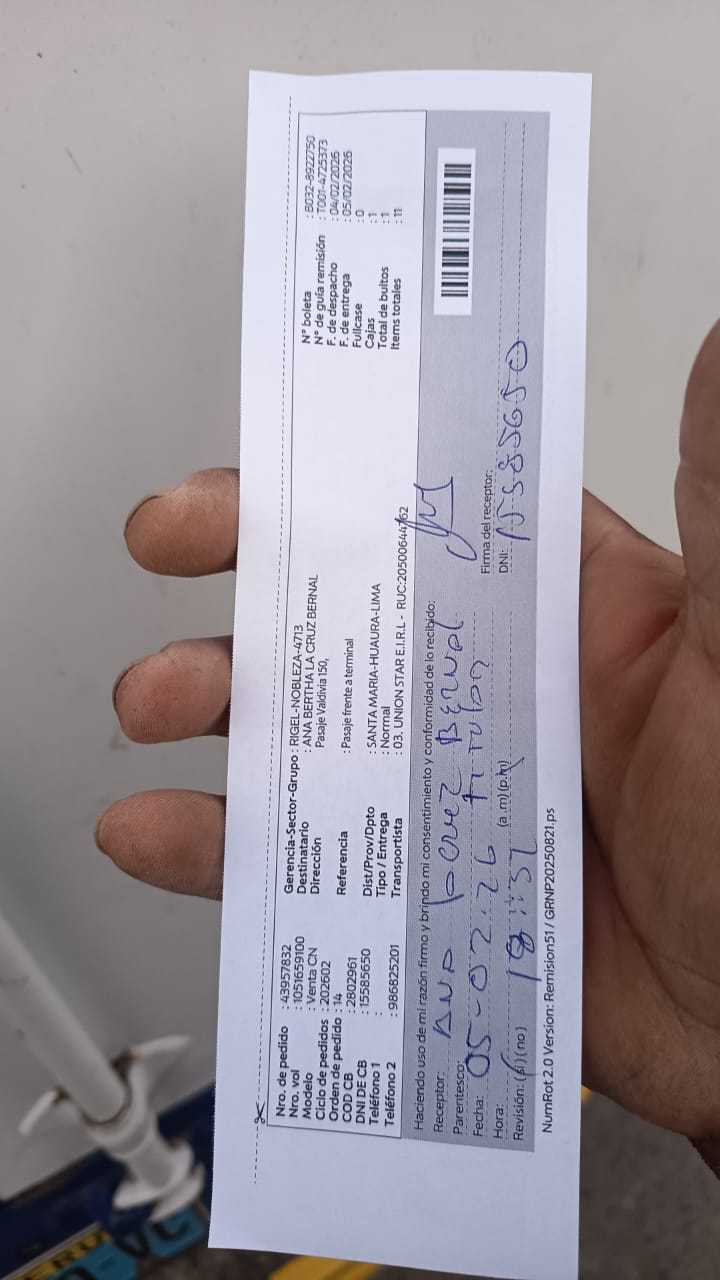 Nro. de pedido : 43957832
Nro. vol : 1051659100
Modelo : Venta CN
Ciclo de pedidos : 202602
Orden de pedido : 14
COD CB : 2802961
DNI DE CB : 15585650
Teléfono 1 :
Teléfono 2 : 986825201
Gerencia-Sector-Grupo : RIGEL-NOBLEZA-4713
Destinatario : ANA BERTHA LA CRUZ BERNAL
Dirección Pasaje Valdivia 150,
Referencia : Pasaje frente a terminal
Dist/Prov/Dpto : SANTA MARIA-HUAURA-LIMA
Tipo / Entrega : Normal
Transportista : 03. UNION STAR E.I.R.L - RUC:20500644762
N° boleta : B032-8922750
N° de guía remisión : T001-4725373
F. de despacho : 04/02/2026
F. de entrega : 05/02/2026
Fullcase : 0
Cajas : 1
Total de bultos : 1
Items totales : 11
Haciendo uso de mi razón firmo y brindo mi consentimiento y conformidad de lo recibido:
Receptor: Ana La Cruz Bernal
Parentesco: Titular
Fecha: 05-02-26
Hora: 18:32 (a.m)(p.m)
Revisión: (si) (no)
Firma del receptor:
DNI: 15585650
NumRot 2.0 Version: Remision51 / GRNP20250821.ps